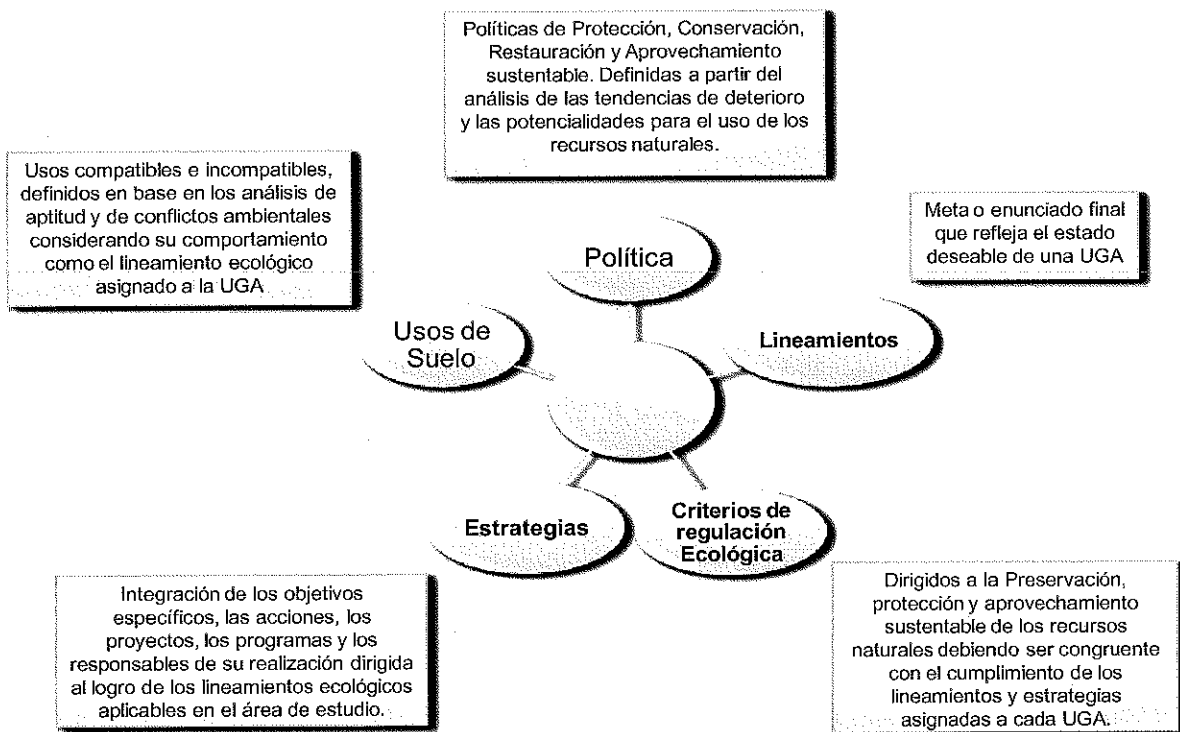 Políticas de Protección, Conservación,
Restauración y Aprovechamiento
sustentable. Definidas a partir del
análisis de las tendencias de deterioro
y las potencialidades para el uso de los
recursos naturales.
Usos compatibles e incompatibles,
definidos en base en los análisis de
aptitud y de conflictos ambientales
considerando su comportamiento
como el lineamiento ecológico
asignado a la UGA
Meta o enunciado final
que refleja el estado
deseable de una UGA
Política
Usos de
Suelo
Lineamientos
Estrategias
Criterios de
regulación
Ecológica
Integración de los objetivos
específicos, las acciones, los
proyectos, los programas y los
responsables de su realización dirigida
al logro de los lineamientos ecológicos
aplicables en el área de estudio.
Dirigidos a la Preservación,
protección y aprovechamiento
sustentable de los recursos
naturales debiendo ser congruente
con el cumplimiento de los
lineamientos y estrategias
asignadas a cada UGA.